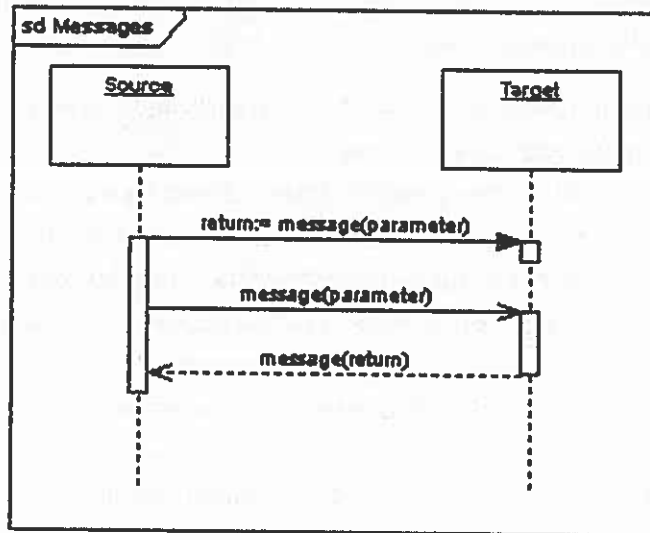 sd Messages
Source
Target
return:= message(parameter)
message(parameter)
message(return)